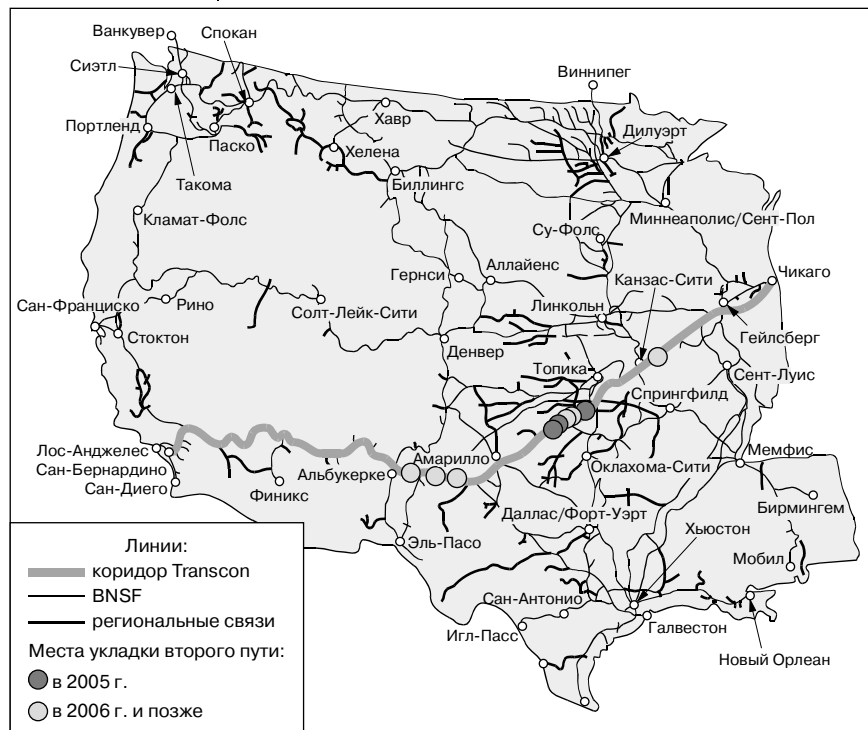 Ванкувер
Спокан
Сиэтл
Виннипег
Портленд
Паско
Хавр
Дилуэрт
Хелена
Такома
Биллингс
Кламат-Фолс
Миннеаполис/Сент-Пол
Су-Фолс
Гернси
Аллайенс
Канзас-Сити
Чикаго
Сан-Франциско
Рино
Солт-Лейк-Сити
Линкольн
Гейлсберг
Стоктон
Денвер
Топика
Сент-Луис
Спрингфилд
Лос-Анджелес
Сан-Бернардино
Сан-Диего
Финикс
Альбукерке
Амарилло
Оклахома-Сити
Мемфис
Бирмингем
Даллас/Форт-Уэрт
Эль-Пасо
Хьюстон
Мобил
Сан-Антонио
Игл-Пасс
Галвестон
Новый Орлеан
Линии:
коридор Transcon
BNSF
региональные связи
Места укладки второго пути:
в 2005 г.
в 2006 г. и позже